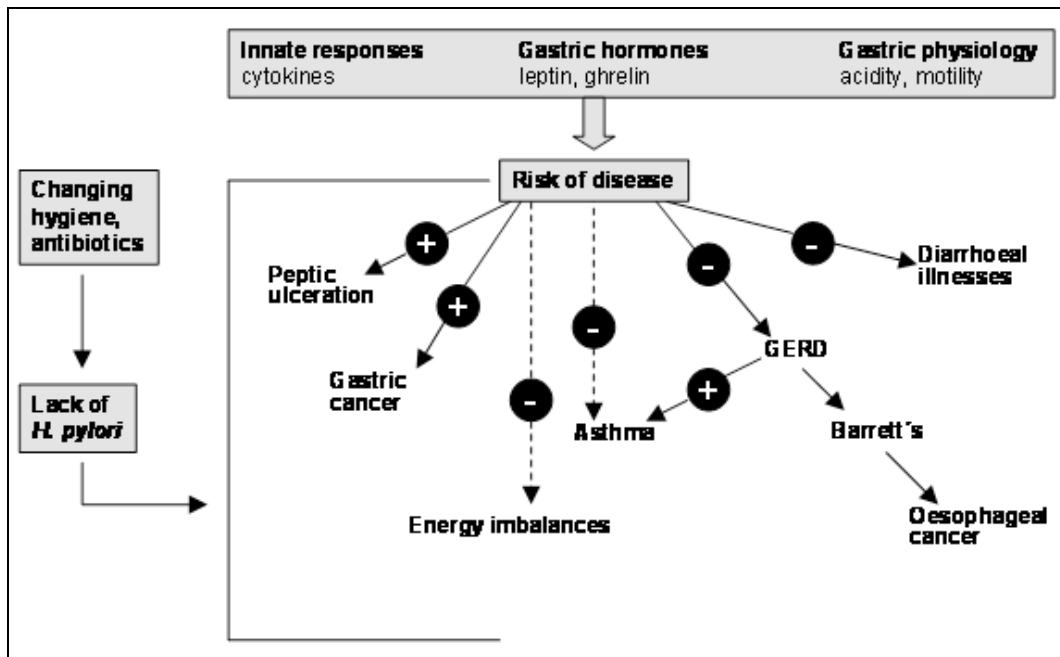 Innate responses
cytokines
Gastric hormones
leptin, ghrelin
Gastric physiology
acidity, motility
Risk of disease
Changing
hygiene,
antibiotics
Lack of
H. pylori
+
Peptic
ulceration
+
Gastric
cancer
-
Energy imbalances
-
Asthma
-
GERD
+
-
Diarrhoeal
illnesses
Barrett´s
Oesophageal
cancer